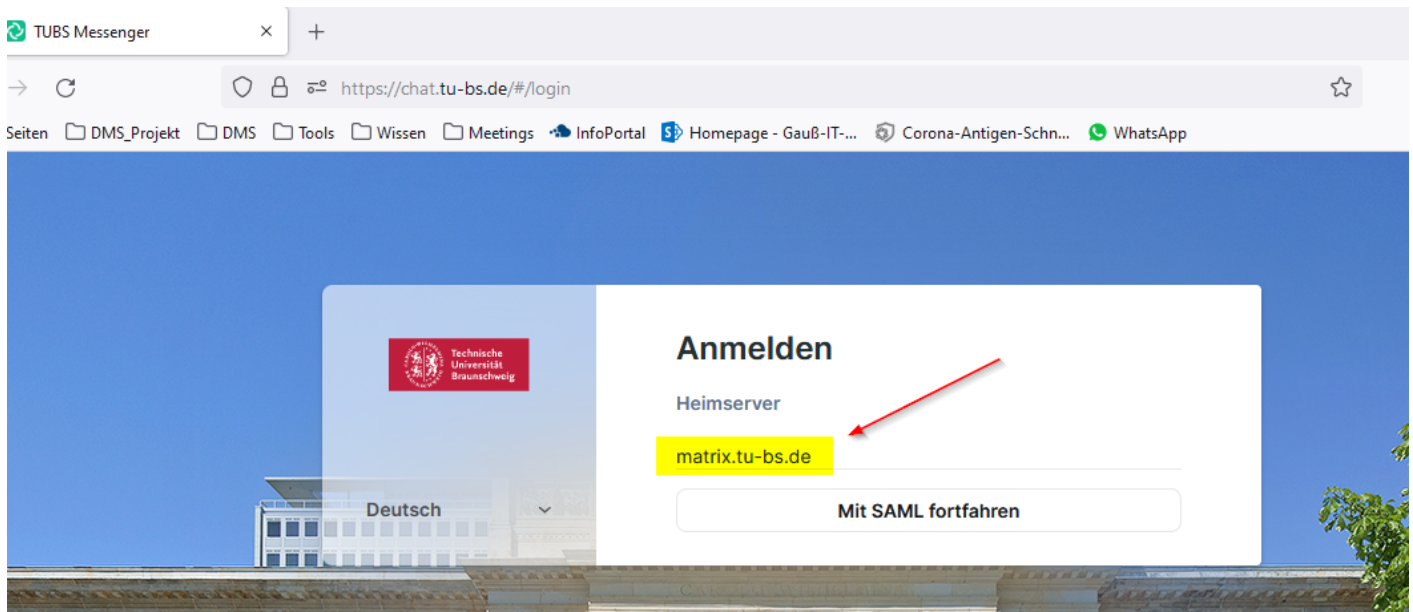 TUBS Messenger
https://chat.tu-bs.de/#/login
Seiten DMS_Projekt DMS Tools Wissen Meetings InfoPortal Homepage - Gauß-IT-... Corona-Antigen-Schn... WhatsApp
Technische
Universität
Braunschweig
Deutsch
Anmelden
Heimserver
matrix.tu-bs.de
Mit SAML fortfahren